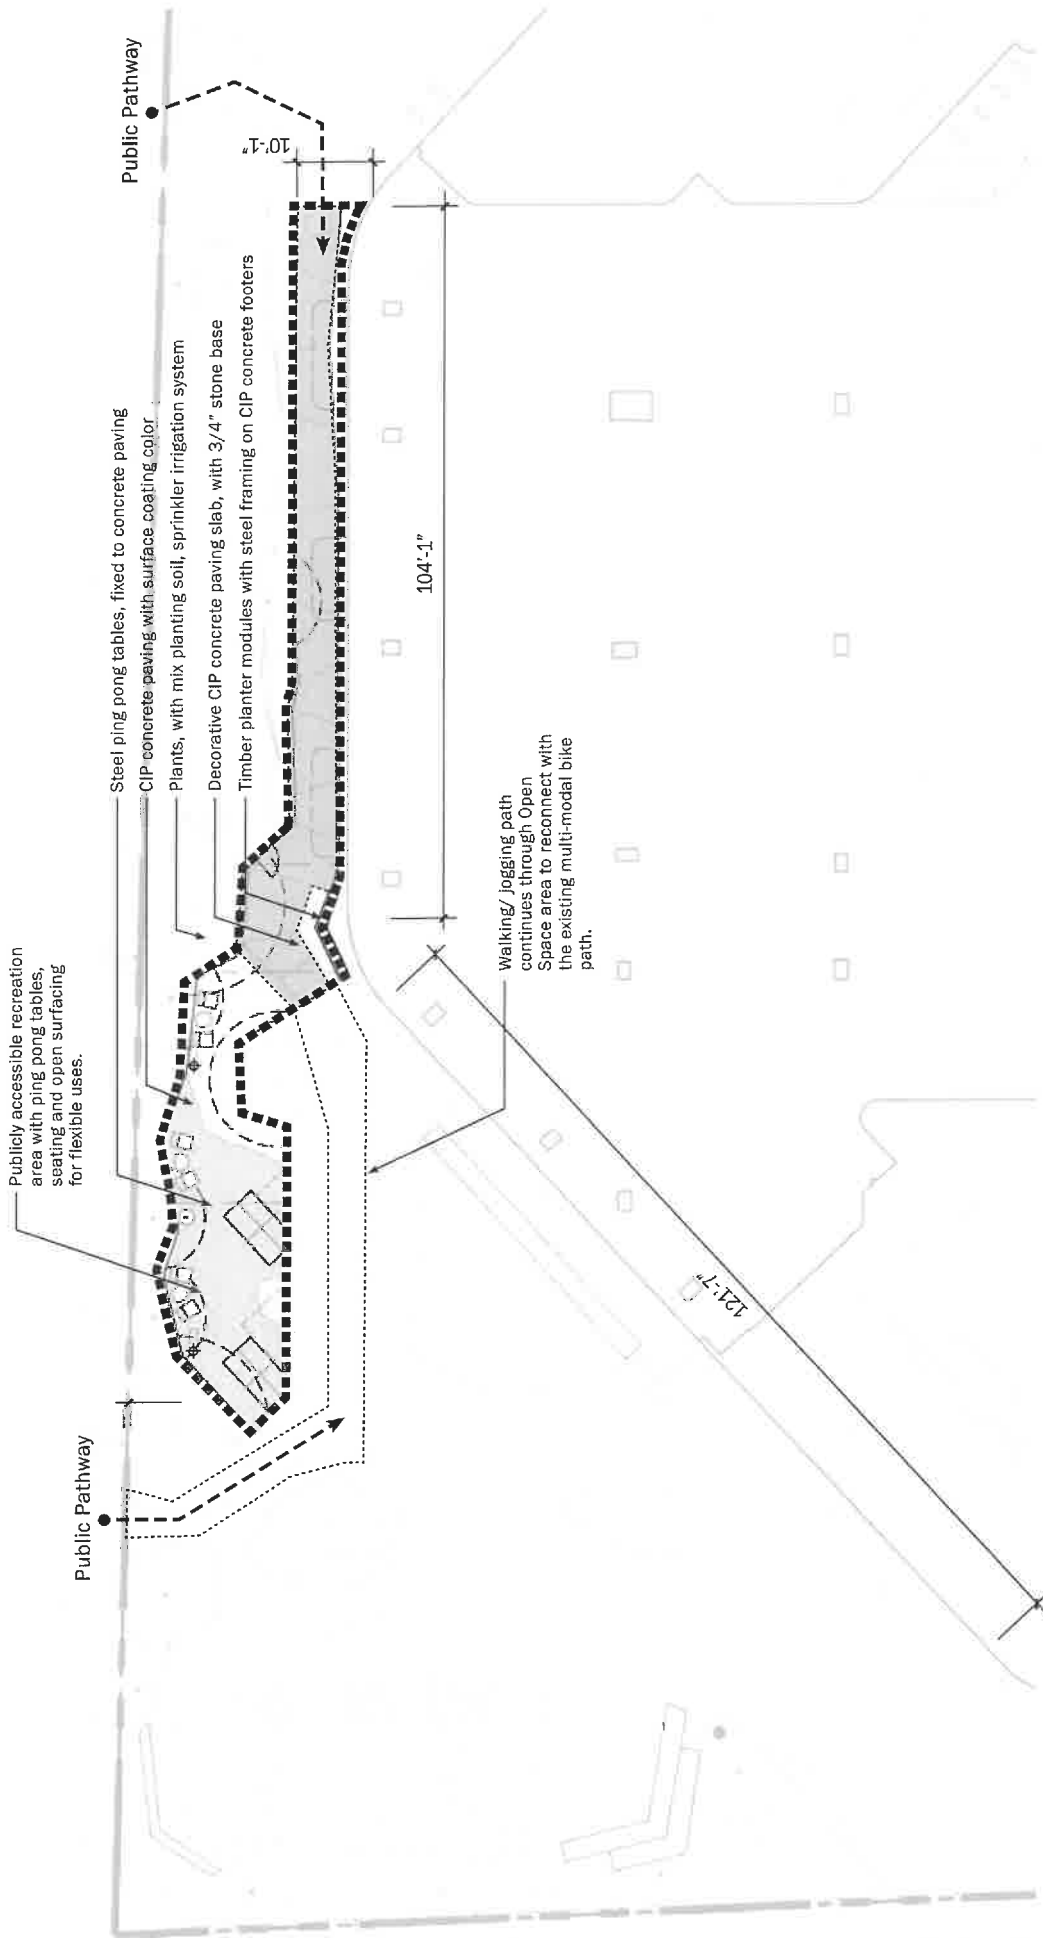 Public Pathway
Publicly accessible recreation
area with ping pong tables,
seating and open surfacing
for flexible uses.
Steel ping pong tables, fixed to concrete paving
CIP concrete paving with surface coating color
Plants, with mix planting soil, sprinkler irrigation system
Decorative CIP concrete paving slab, with 3/4" stone base
Timber planter modules with steel framing on CIP concrete footers
Public Pathway
10'-1"
104'-1"
Walking/ jogging path
continues through Open
Space area to reconnect with
the existing multi-modal bike
path.
121'-7"